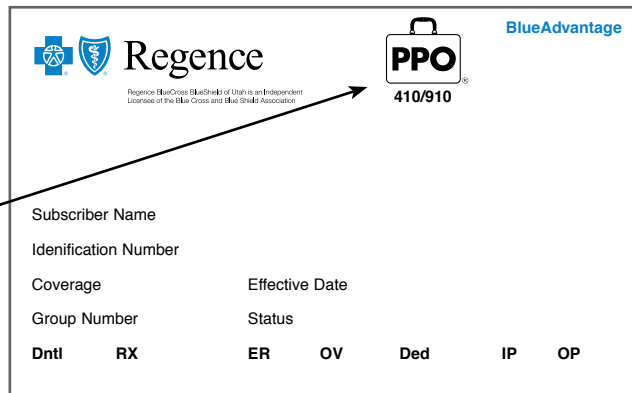 Regence
Regence BlueCross BlueShield of Utah is an Independent
Licensee of the Blue Cross and Blue Shield Association
PPO
®
410/910
BlueAdvantage
Subscriber Name
Idenification Number
Coverage Effective Date
Group Number Status
Dntl RX ER OV Ded IP OP